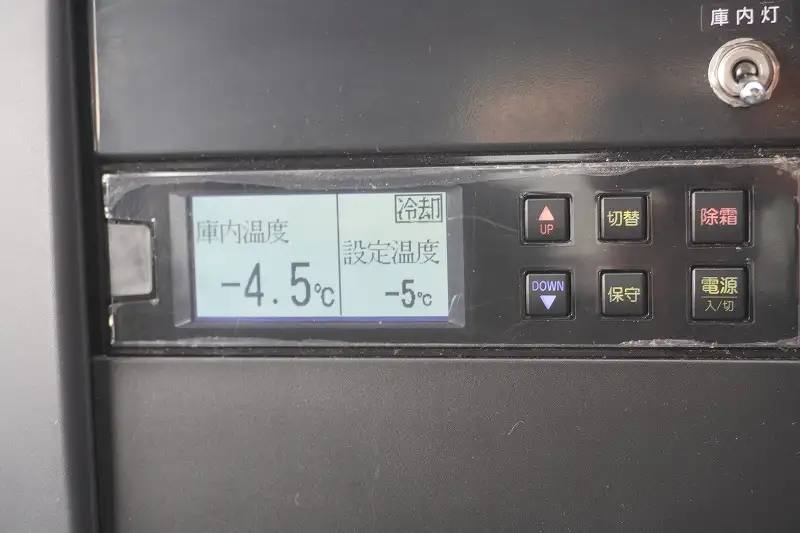 庫内灯
庫内温度
-4.5℃
冷却
設定温度
-5℃
UP
切替
除霜
DOWN
保守
電源
入/切